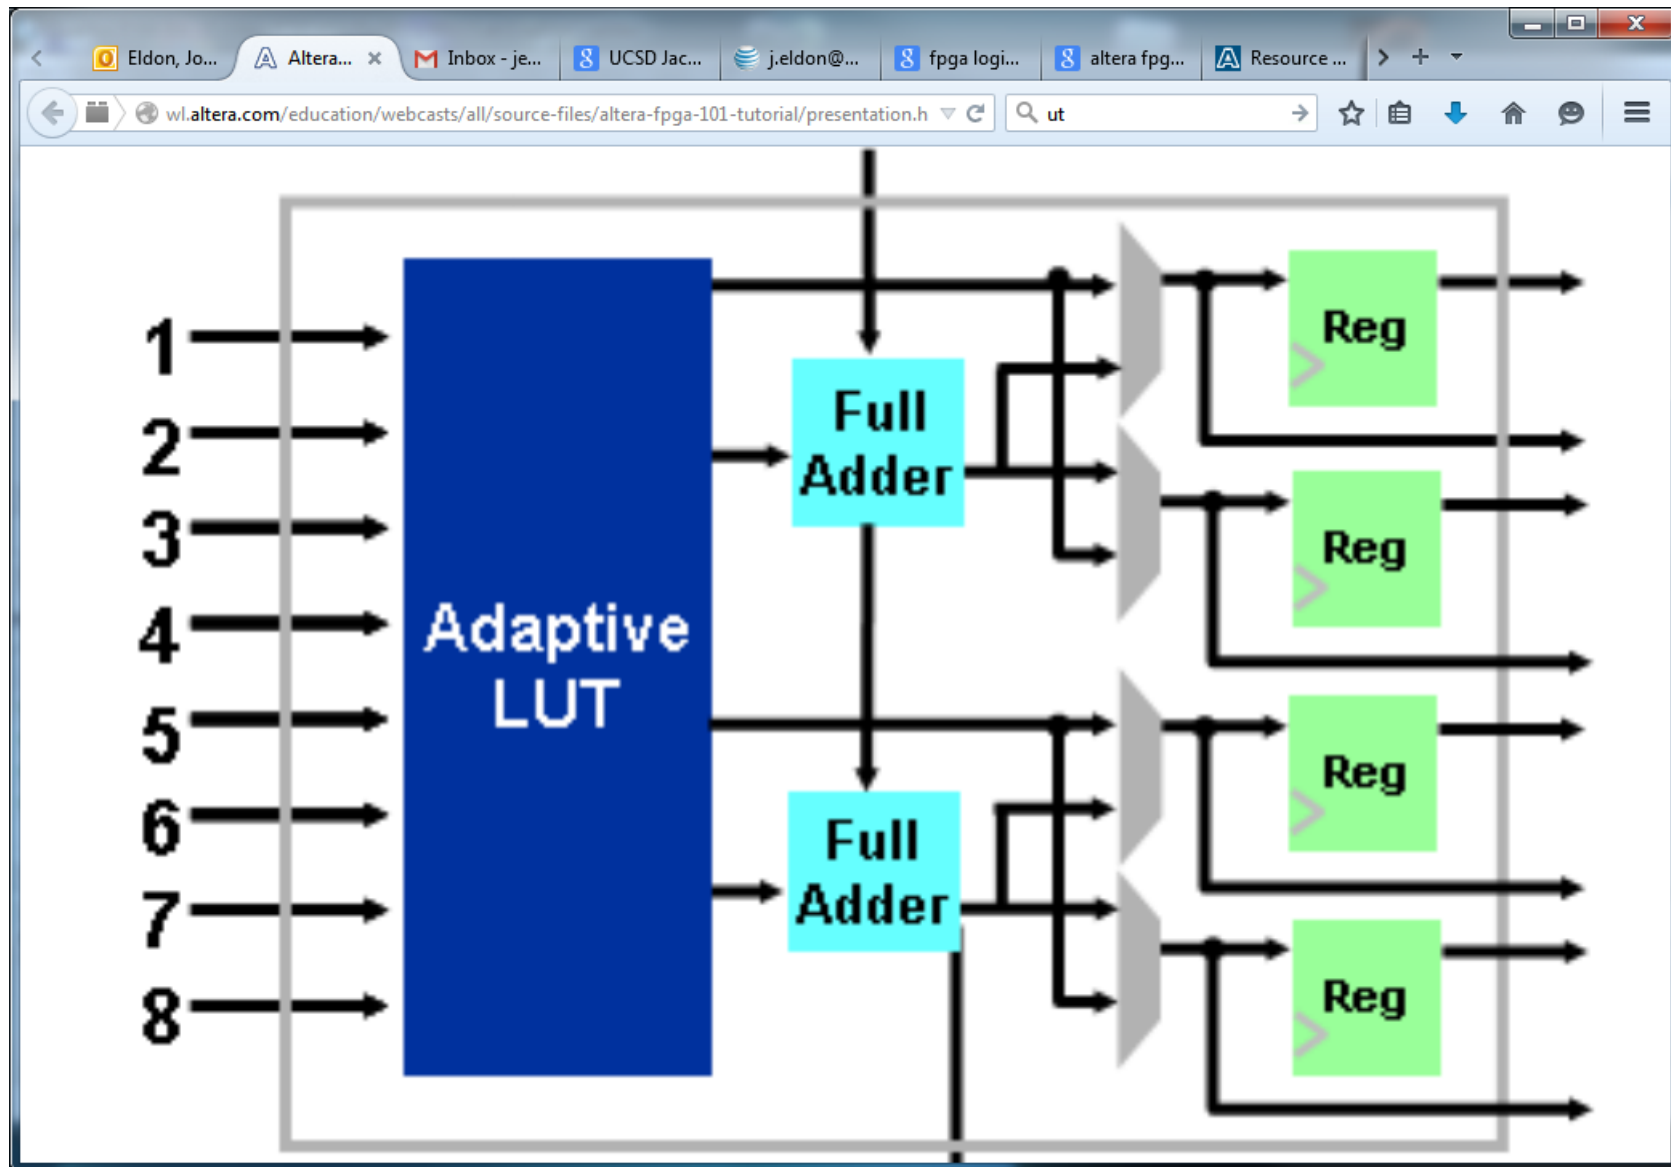 Eldon, Jo...
Altera...
Inbox - je...
UCSD Jac...
j.eldon@...
fpga logi...
altera fpg...
Resource ...
wl.altera.com/education/webcasts/all/source-files/altera-fpga-101-tutorial/presentation.h
ut
1
2
3
4
5
6
7
8
Adaptive
LUT
Full
Adder
Full
Adder
Reg
Reg
Reg
Reg